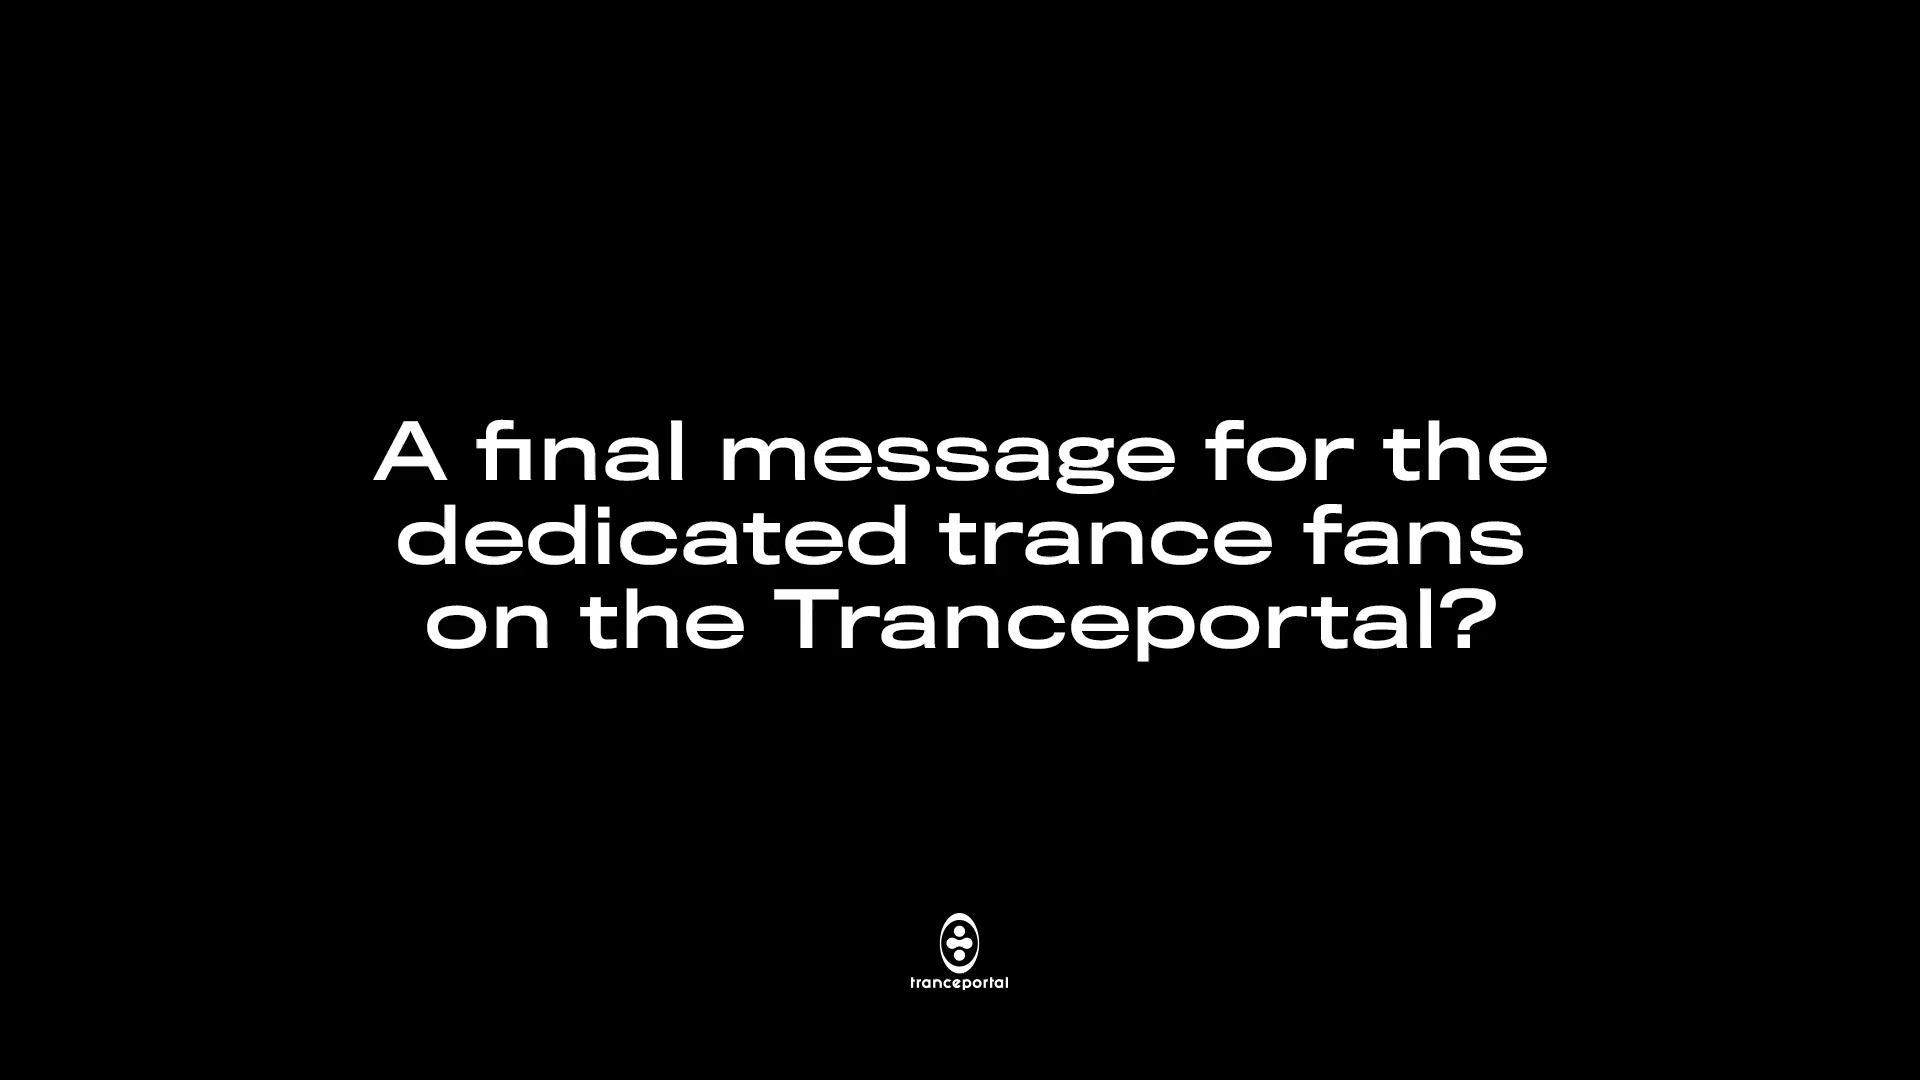 A final message for the
dedicated trance fans
on the Tranceportal?
tranceportal